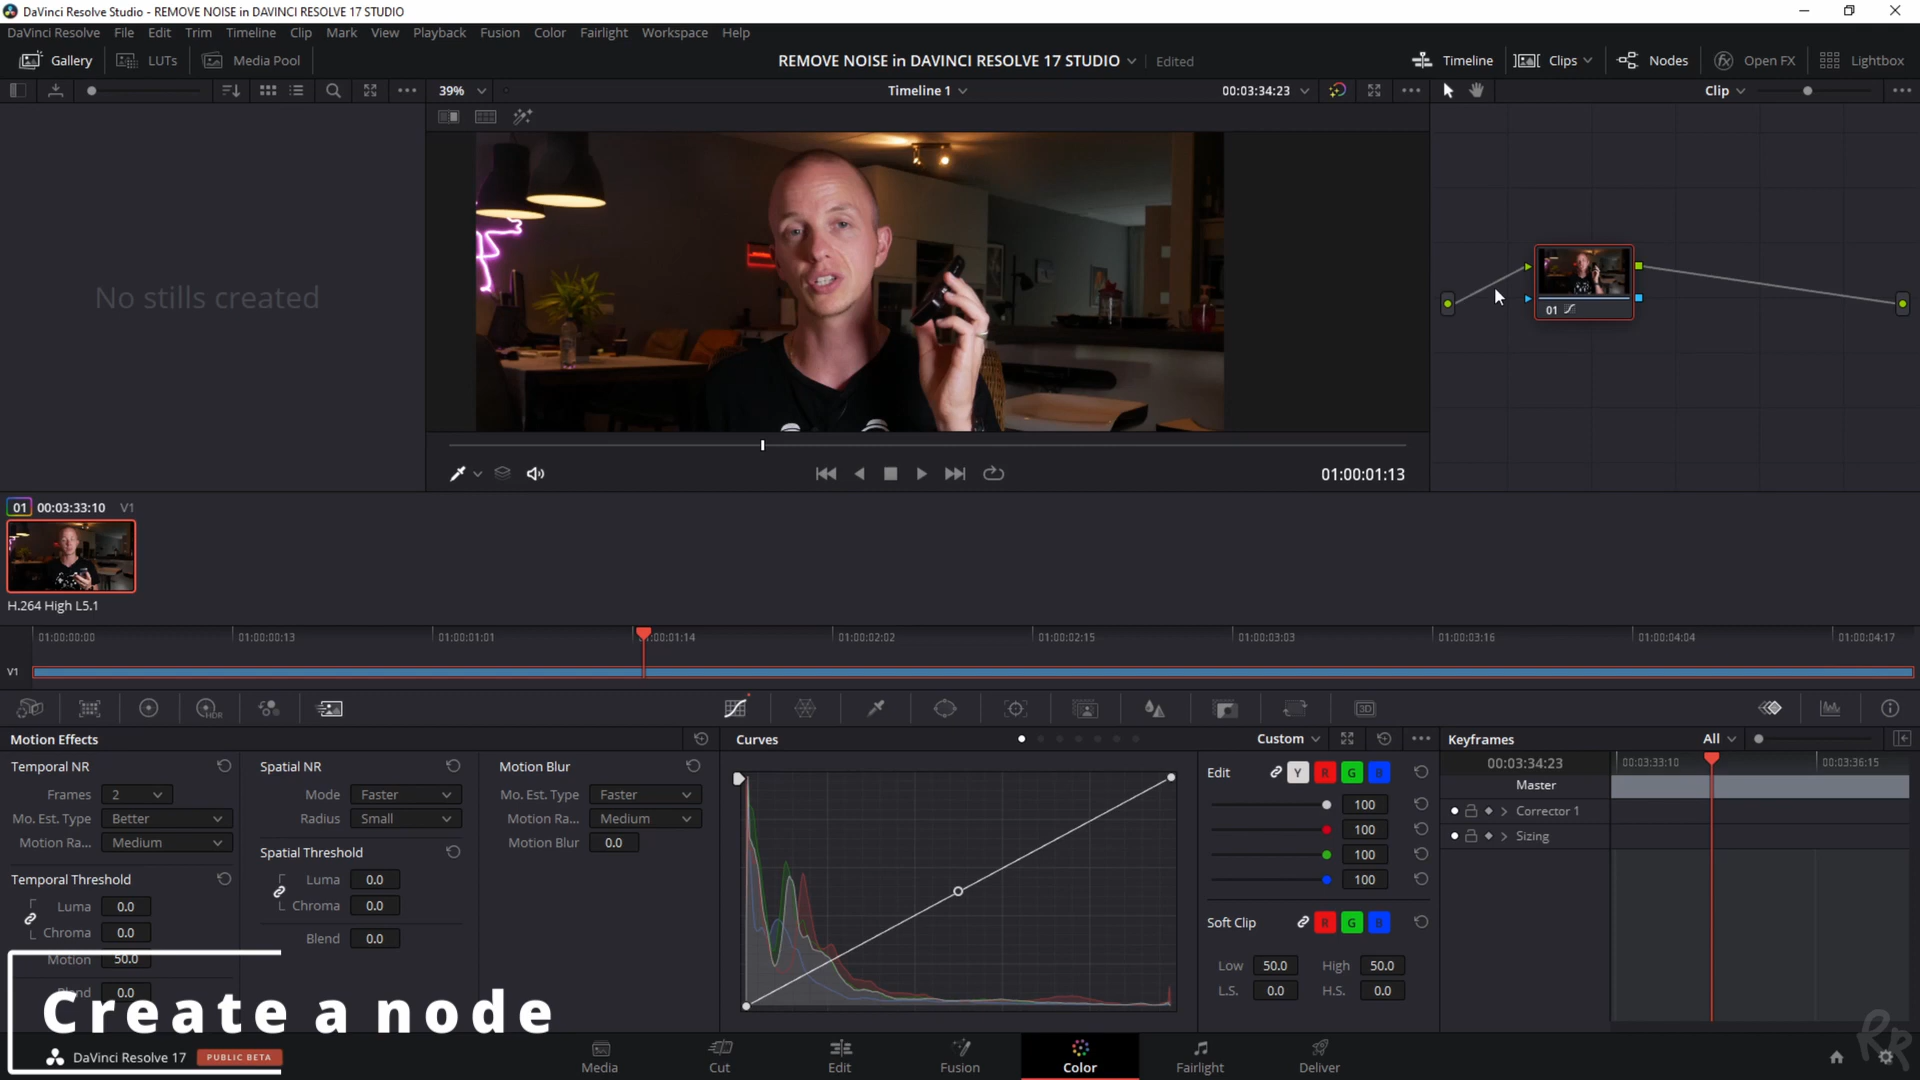 DaVinci Resolve Studio - REMOVE NOISE in DAVINCI RESOLVE 17 STUDIO
DaVinci Resolve File Edit Trim Timeline Clip Mark View Playback Fusion Color Fairlight Workspace Help
Gallery LUTs Media Pool REMOVE NOISE in DAVINCI RESOLVE 17 STUDIO Edited Timeline Clips Nodes Open FX Lightbox
39% Timeline 1 00:03:34:23 Clip
No stills created
01
01:00:01:13
01 00:03:33:10 V1
H.264 High L5.1
01:00:00:00 01:00:00:13 01:00:01:01 01:00:01:14 01:00:02:02 01:00:02:15 01:00:03:03 01:00:03:16 01:00:04:04 01:00:04:17
V1
HDR 3D
Motion Effects Curves Custom Keyframes All
Temporal NR Spatial NR Motion Blur
Frames 2 Mode Faster Mo. Est. Type Faster
Mo. Est. Type Better Radius Small Motion Ra... Medium
Motion Ra... Medium Motion Blur 0.0
Spatial Threshold
Temporal Threshold Luma 0.0
Luma 0.0 Chroma 0.0
Chroma 0.0 Blend 0.0
Motion 50.0
Blend 0.0
Edit Y R G B
100
100
100
100
Soft Clip R G B
Low 50.0 High 50.0
L.S. 0.0 H.S. 0.0
00:03:34:23 00:03:33:10 00:03:36:15
Master
Corrector 1
Sizing
Create a node
DaVinci Resolve 17 PUBLIC BETA
Media Cut Edit Fusion Color Fairlight Deliver
RR